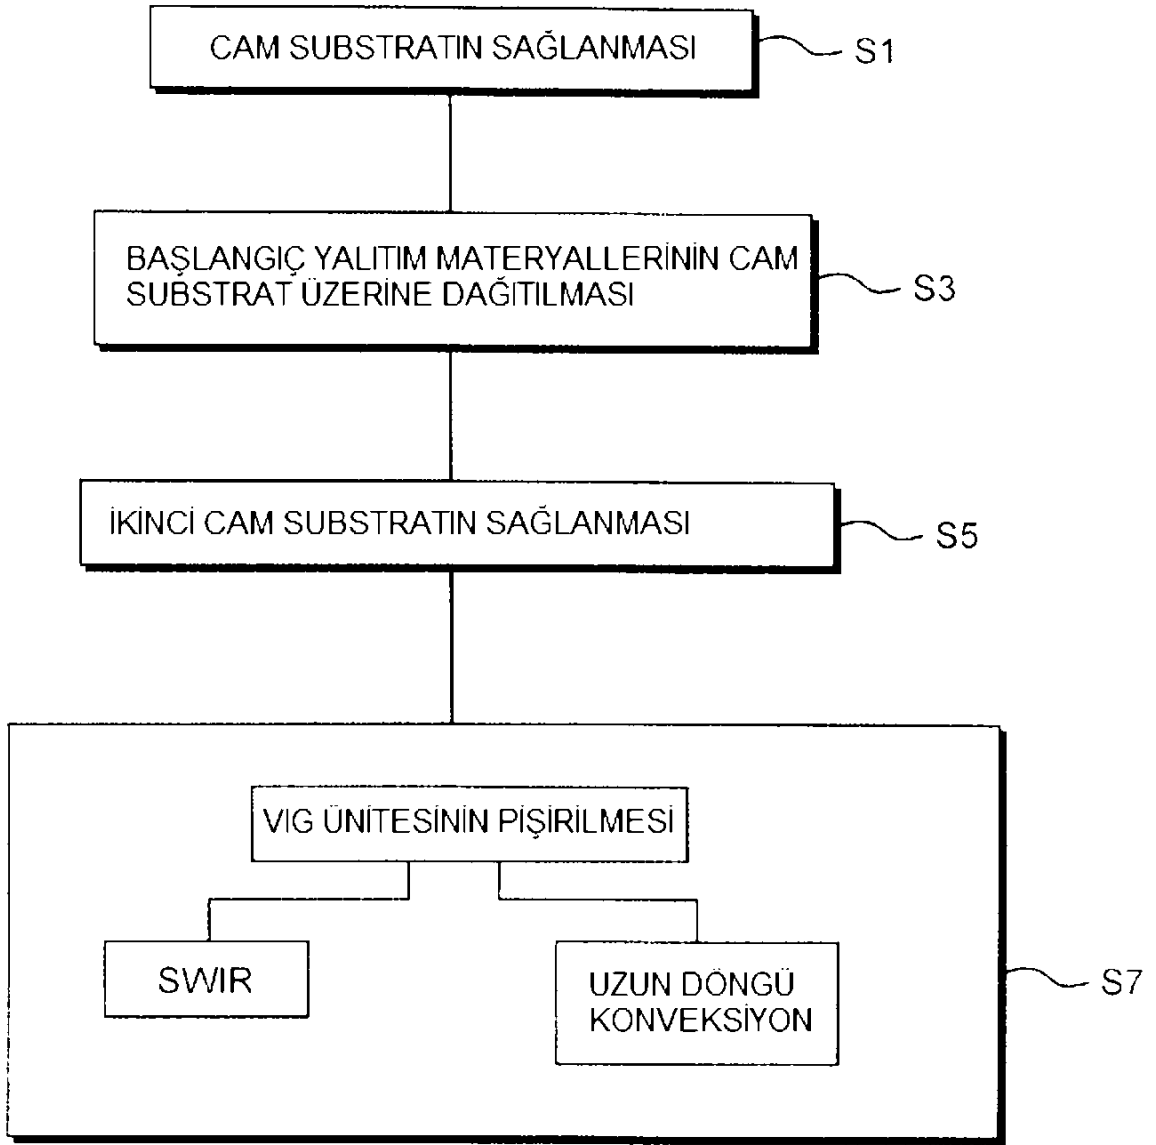 CAM SUBSTRATIN SAĞLANMASI
S1
BAŞLANGIÇ YALITIM MATERYALLERİNİN CAM
SUBSTRAT ÜZERİNE DAĞITILMASI
S3
İKİNCİ CAM SUBSTRATIN SAĞLANMASI
S5
VIG ÜNİTESİNİN PİŞİRİLMESİ
SWIR
UZUN DÖNGÜ
KONVEKSİYON
S7